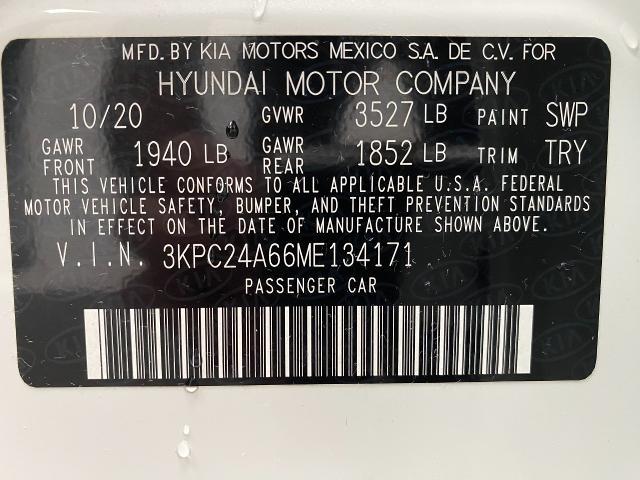 MFD. BY KIA MOTORS MEXICO S.A. DE C.V. FOR
HYUNDAI MOTOR COMPANY
10/20 GVWR 3527 LB PAINT SWP
GAWR FRONT 1940 LB GAWR REAR 1852 LB TRIM TRY
THIS VEHICLE CONFORMS TO ALL APPLICABLE U.S.A. FEDERAL
MOTOR VEHICLE SAFETY, BUMPER, AND THEFT PREVENTION STANDARDS
IN EFFECT ON THE DATE OF MANUFACTURE SHOWN ABOVE.
V.I.N. 3KPC24A66ME134171
PASSENGER CAR